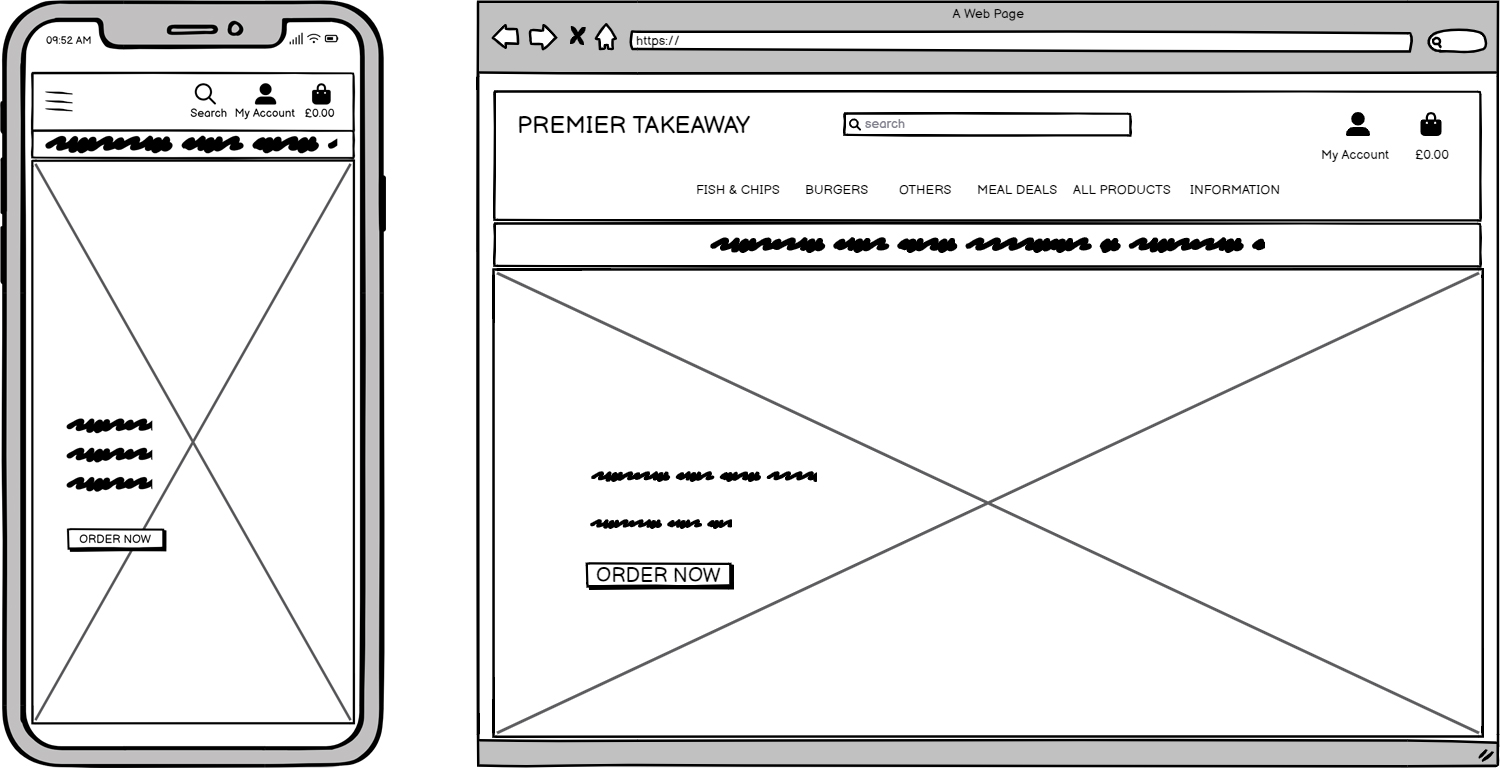 09:52 AM
Search My Account £0.00
ORDER NOW
A Web Page
https://
PREMIER TAKEAWAY
search
My Account £0.00
FISH & CHIPS BURGERS OTHERS MEAL DEALS ALL PRODUCTS INFORMATION
ORDER NOW